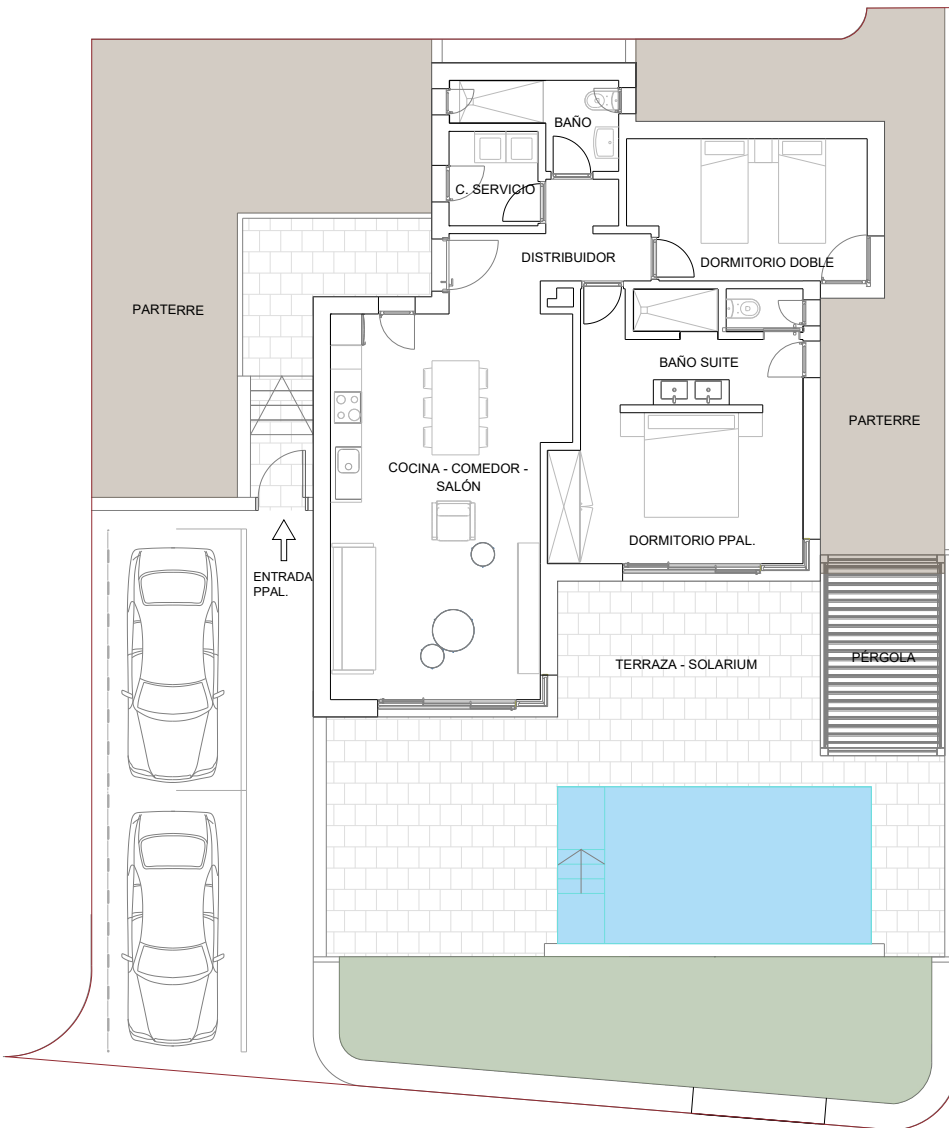 BAÑO
C. SERVICIO
DISTRIBUIDOR
DORMITORIO DOBLE
PARTERRE
BAÑO SUITE
PARTERRE
COCINA - COMEDOR -
SALÓN
DORMITORIO PPAL.
ENTRADA
PPAL.
TERRAZA - SOLARIUM
PÉRGOLA